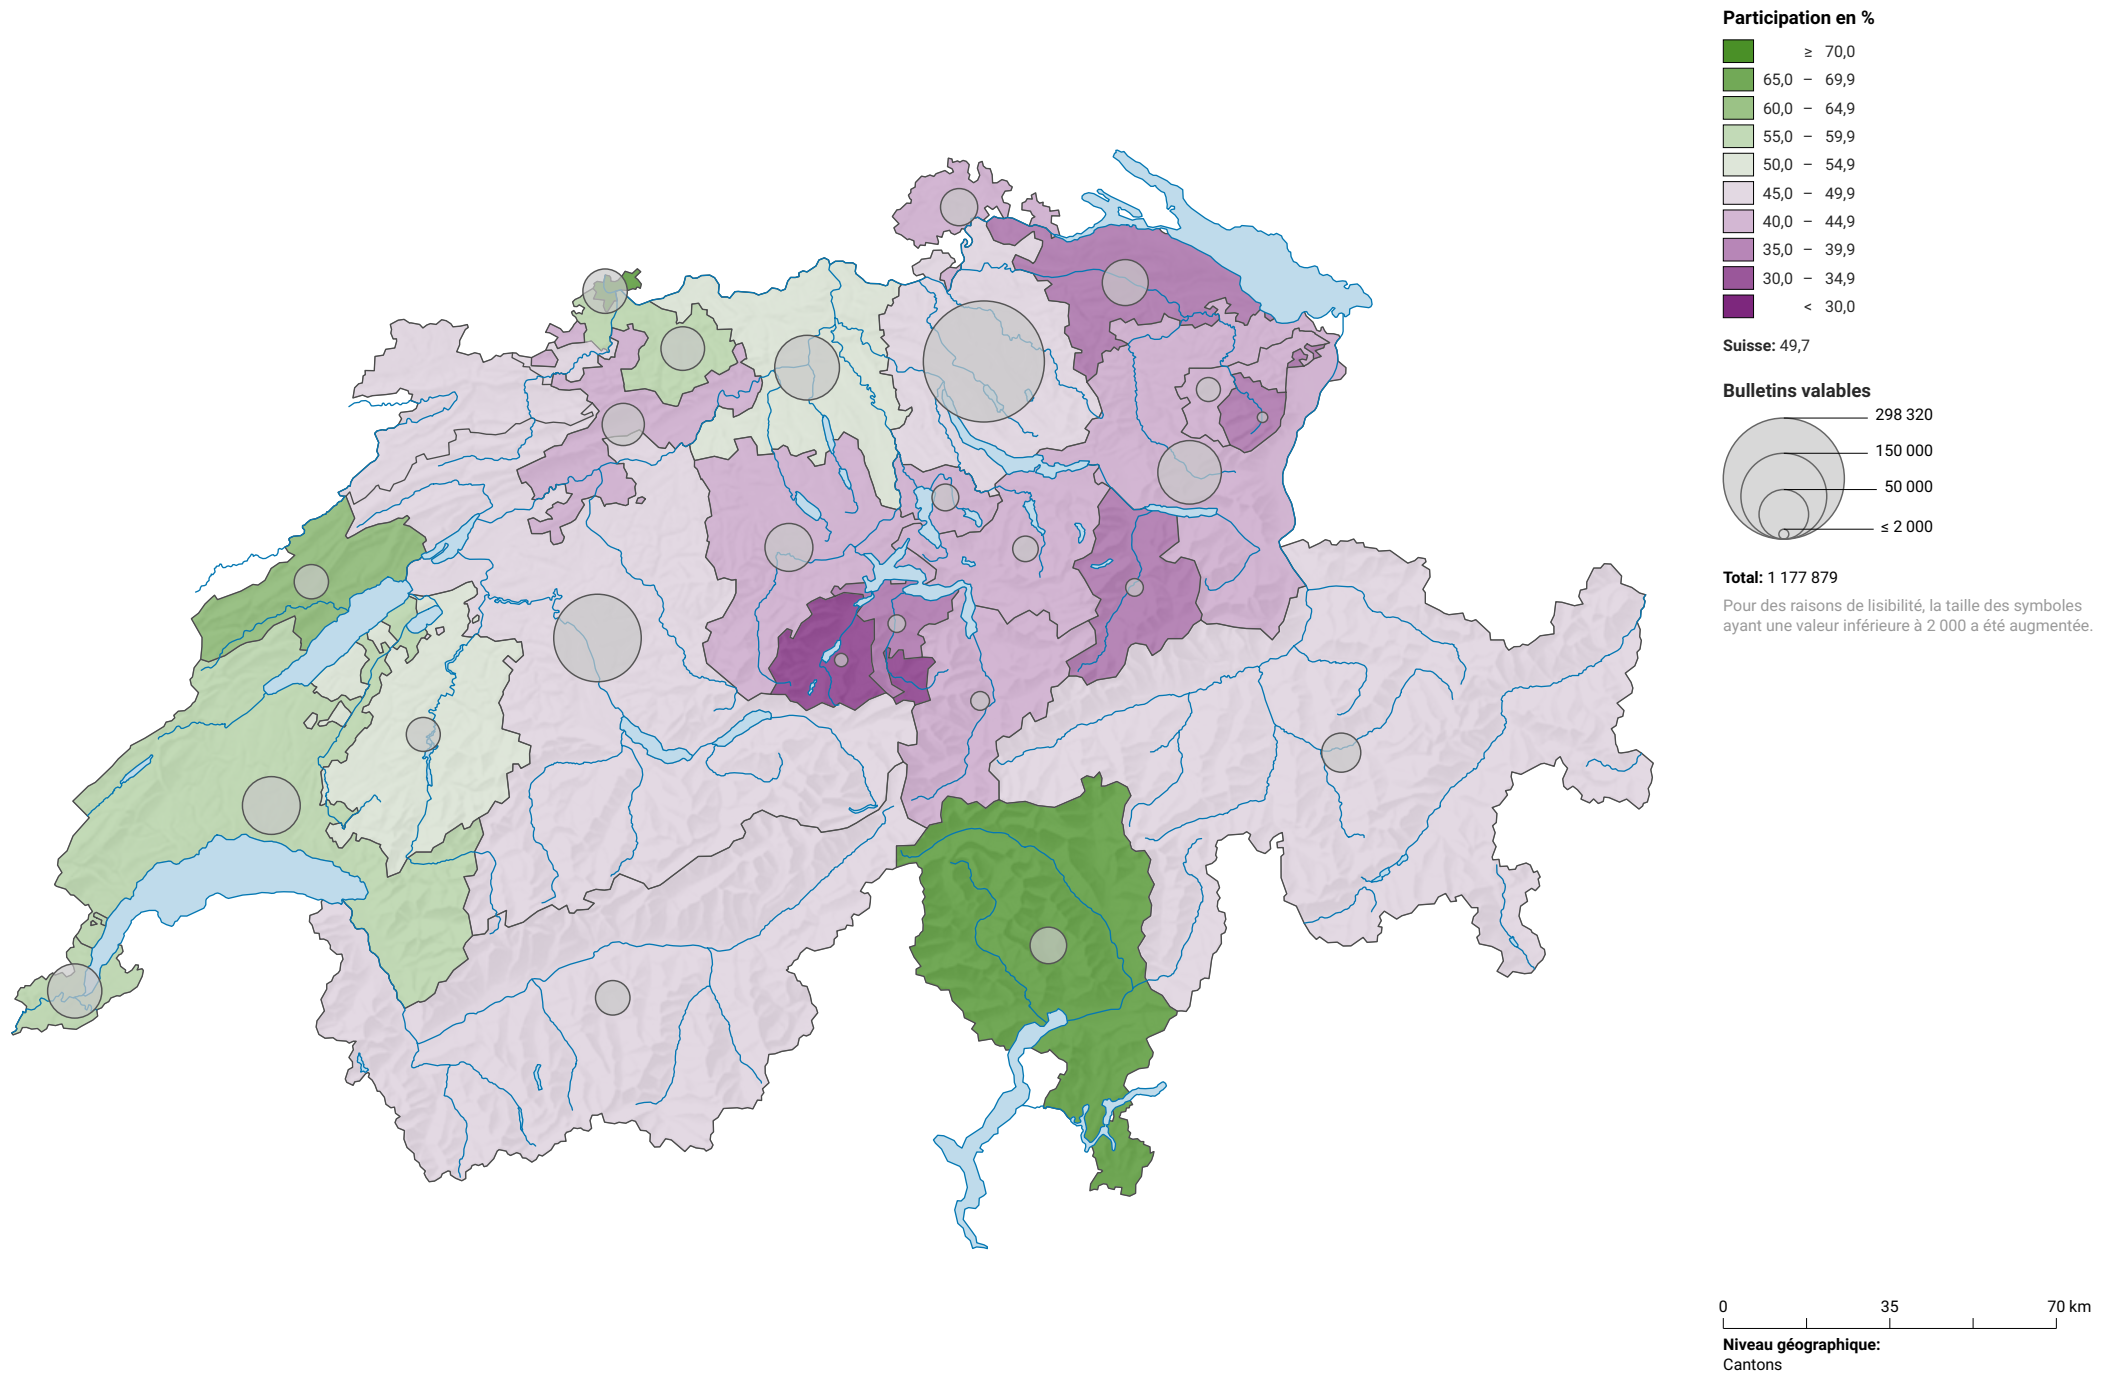 Participation en %
≥ 70,0
65,0 – 69,9
60,0 – 64,9
55,0 – 59,9
50,0 – 54,9
45,0 – 49,9
40,0 – 44,9
35,0 – 39,9
30,0 – 34,9
< 30,0
Suisse: 49,7
Bulletins valables
298 320
150 000
50 000
≤ 2 000
Total: 1 177 879
Pour des raisons de lisibilité, la taille des symboles
ayant une valeur inférieure à 2 000 a été augmentée.
0 35 70 km
Niveau géographique:
Cantons